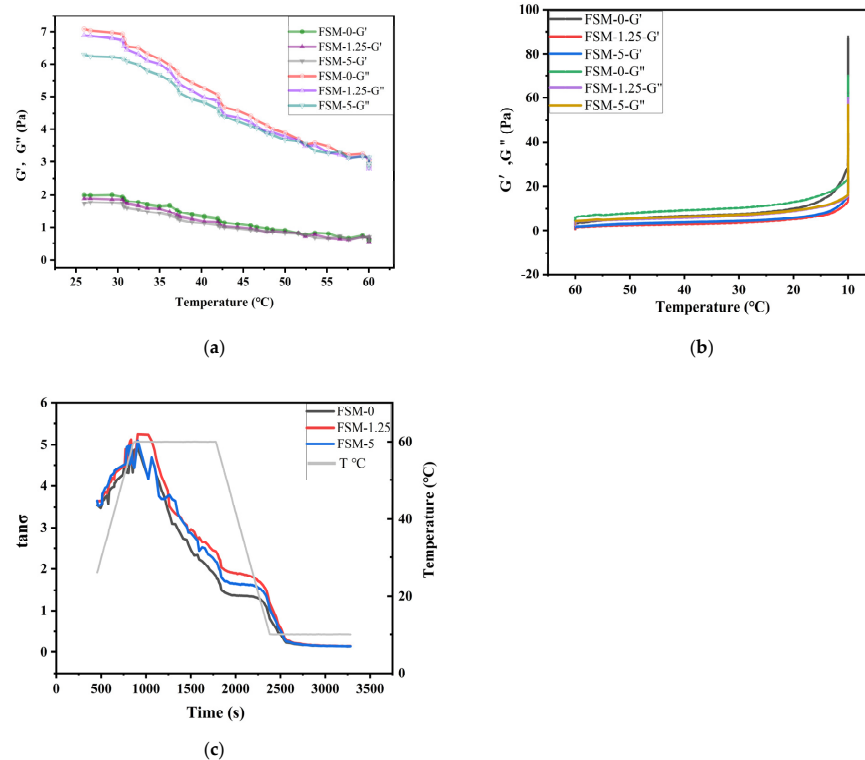 FSM-0-G'
FSM-1.25-G'
FSM-5-G'
FSM-0-G"
FSM-1.25-G"
FSM-5-G"
7
6
5
4
3
2
1
0
G', G" (Pa)
25 30 35 40 45 50 55 60
Temperature (℃)
(a)
FSM-0-G'
FSM-1.25-G'
FSM-5-G'
FSM-0-G"
FSM-1.25-G"
FSM-5-G"
100
80
60
40
20
0
-20
G′ ,G " (Pa)
60 50 40 30 20 10
Temperature (℃)
(b)
FSM-0
FSM-1.25
FSM-5
T ℃
6
5
4
3
2
1
0
tanσ
60
40
20
0
Temperature (℃)
0 500 1000 1500 2000 2500 3000 3500
Time (s)
(c)